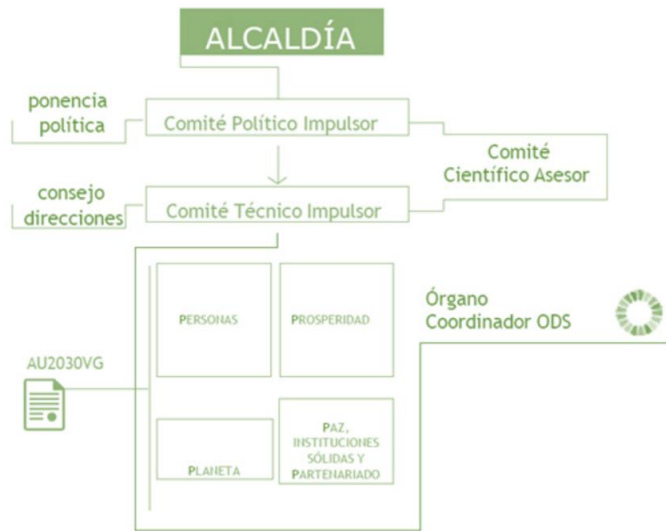 ALCALDÍA
ponencia
política
Comité Político Impulsor
Comité
Científico Asesor
consejo
direcciones
Comité Técnico Impulsor
PERSONAS
PROSPERIDAD
Órgano
Coordinador ODS
AU2030VG
PLANETA
PAZ,
INSTITUCIONES
SÓLIDAS Y
PARTENARIADO